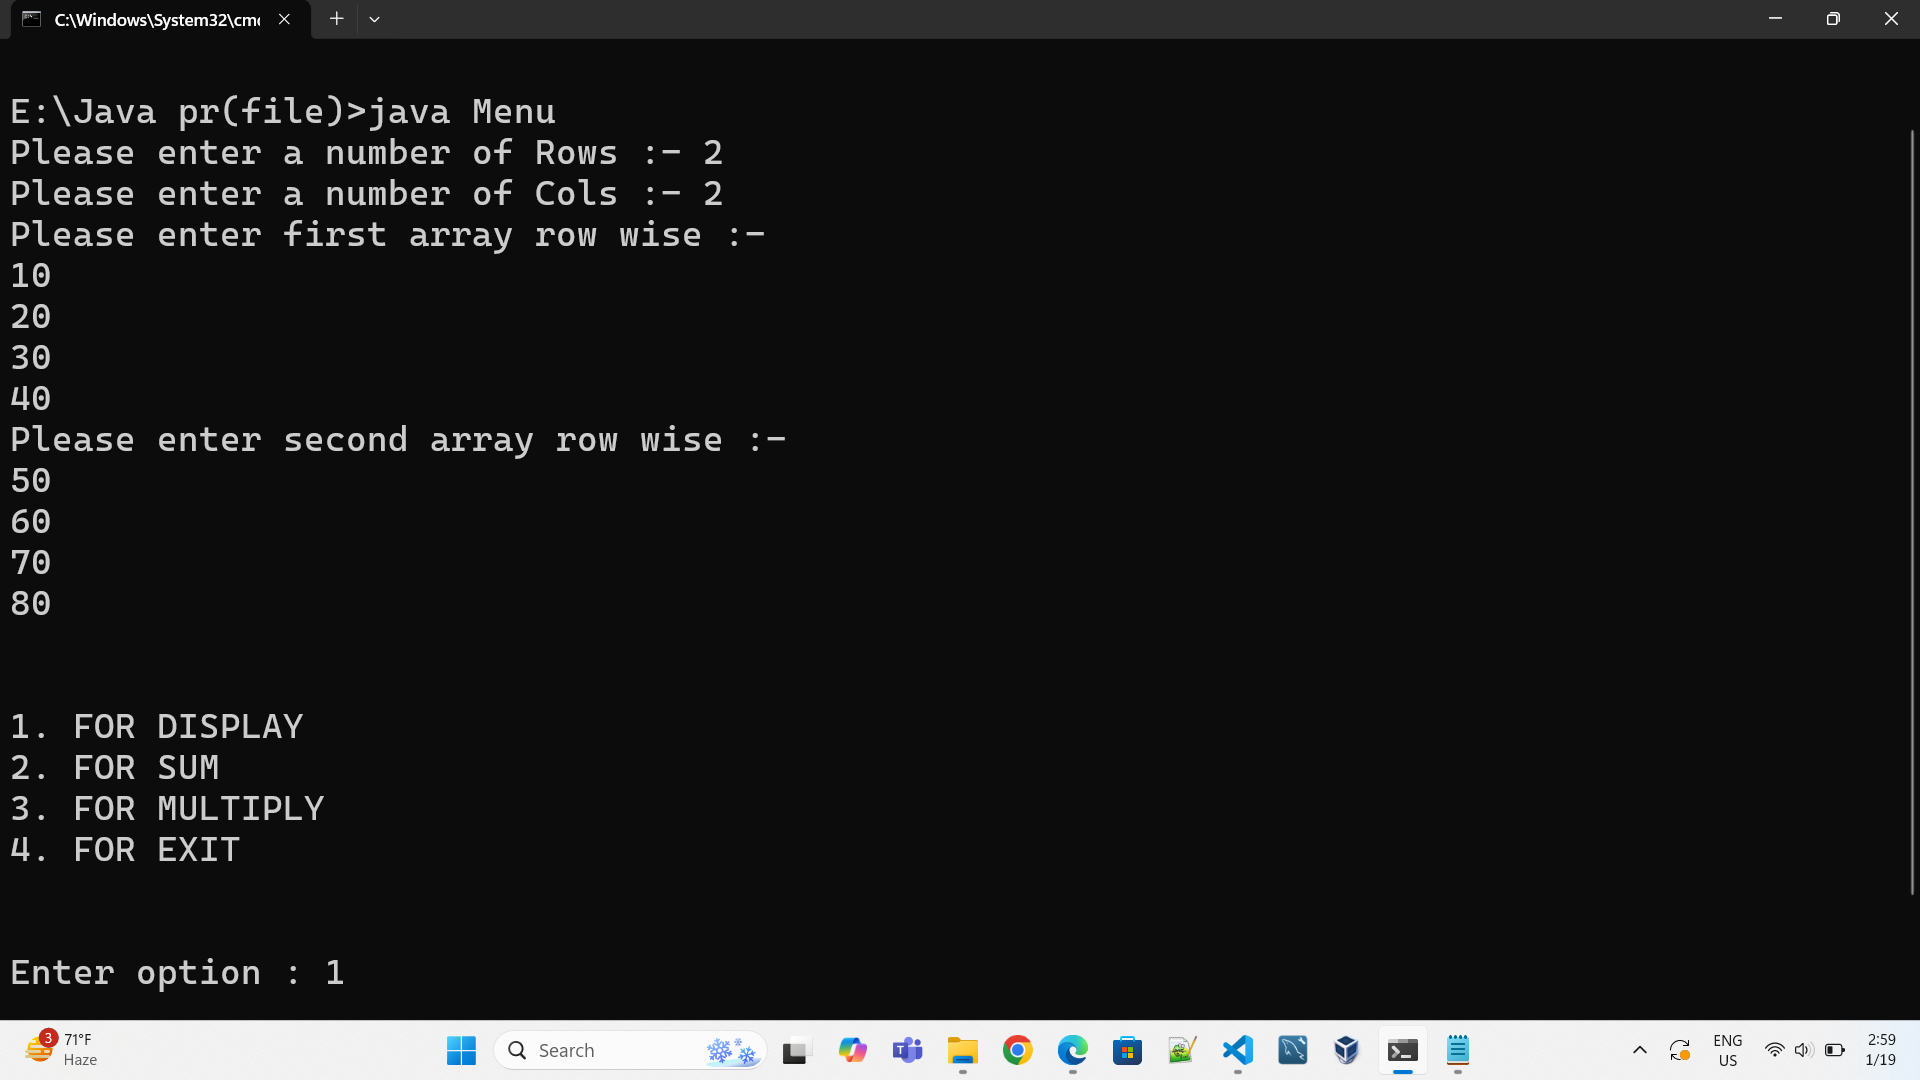 C:\Windows\System32\cm
E:\Java pr(file)>java Menu
Please enter a number of Rows :- 2
Please enter a number of Cols :- 2
Please enter first array row wise :-
10
20
30
40
Please enter second array row wise :-
50
60
70
80
1. FOR DISPLAY
2. FOR SUM
3. FOR MULTIPLY
4. FOR EXIT
Enter option : 1
3
71°F
Haze
Search
ENG
US
2:59
1/19